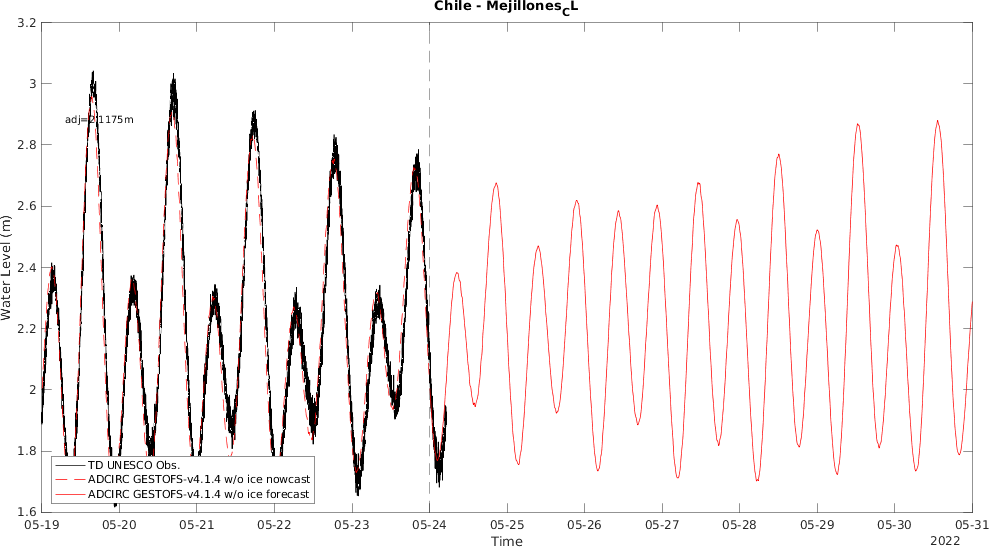 Chile - Mejillones_CL
3.2
3
2.8
2.6
2.4
2.2
2
1.8
1.6
Water Level (m)
adj=2.1175m
TD UNESCO Obs.
ADCIRC GESTOFS-v4.1.4 w/o ice nowcast
ADCIRC GESTOFS-v4.1.4 w/o ice forecast
05-19 05-20 05-21 05-22 05-23 05-24 05-25 05-26 05-27 05-28 05-29 05-30 05-31
Time
2022